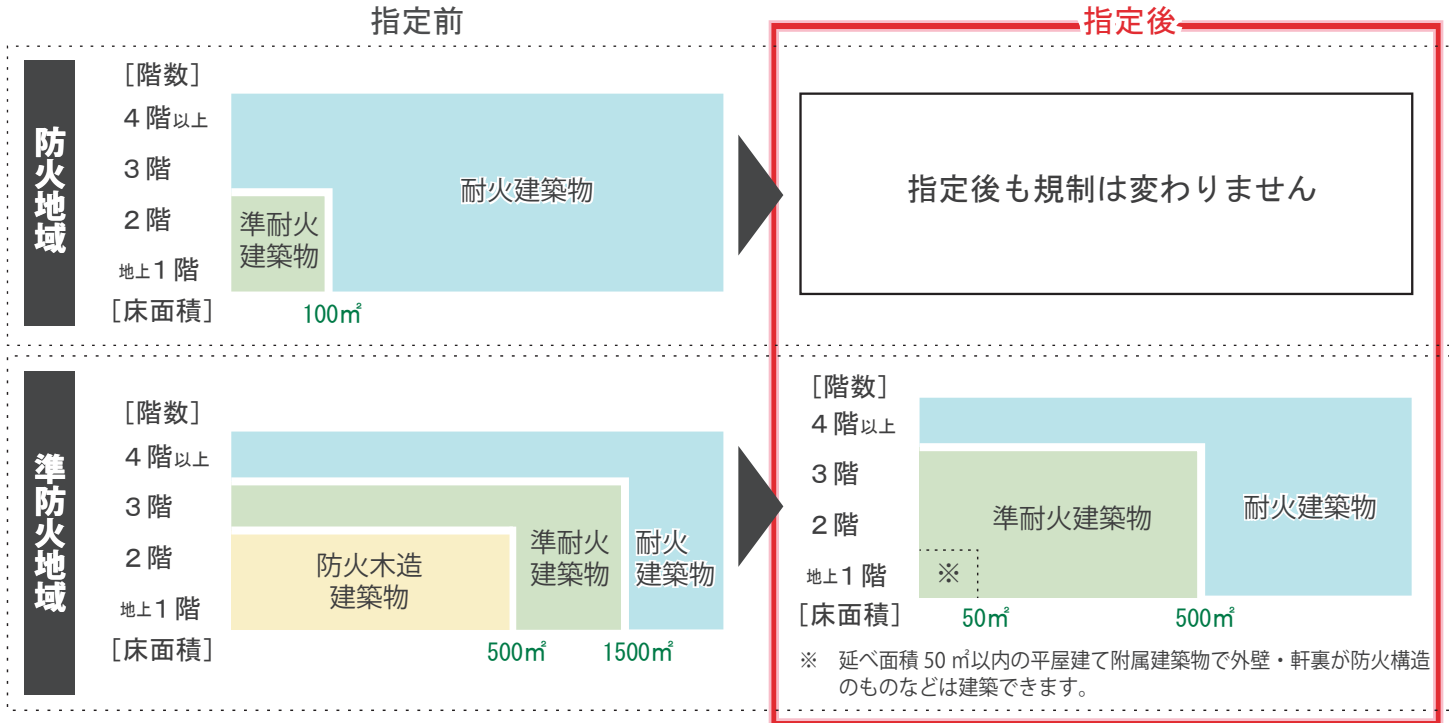 指定前
指定後
防火地域
[階数]
4階以上
3階
2階
地上1階
[床面積]
耐火建築物
準耐火
建築物
100㎡
指定後も規制は変わりません
準防火地域
[階数]
4階以上
3階
2階
地上1階
[床面積]
防火木造
建築物
準耐火
建築物
耐火
建築物
500㎡
1500㎡
[階数]
4階以上
3階
2階
地上1階
[床面積]
準耐火建築物
耐火建築物
※
50㎡
500㎡
※ 延べ面積 50 ㎡以内の平屋建て附属建築物で外壁・軒裏が防火構造
のものなどは建築できます。